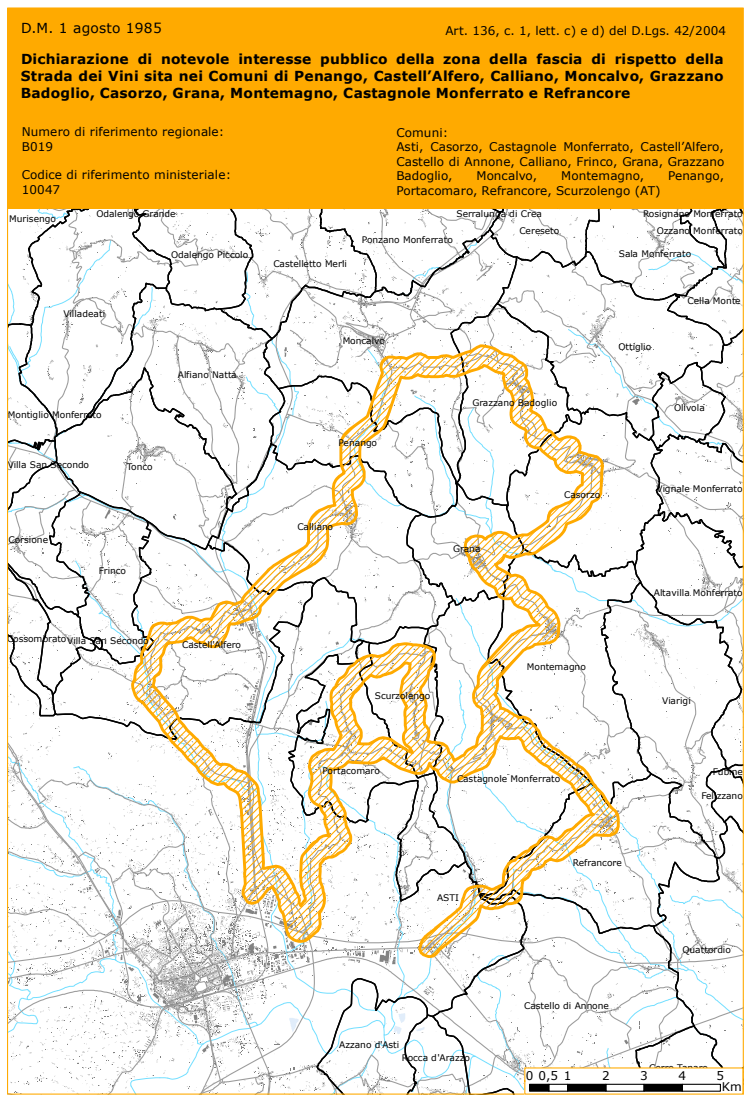 D.M. 1 agosto 1985
Art. 136, c. 1, lett. c) e d) del D.Lgs. 42/2004
Dichiarazione di notevole interesse pubblico della zona della fascia di rispetto della
Strada dei Vini sita nei Comuni di Penango, Castell'Alfero, Calliano, Moncalvo, Grazzano
Badoglio, Casorzo, Grana, Montemagno, Castagnole Monferrato e Refrancore
Numero di riferimento regionale:
B019
Codice di riferimento ministeriale:
10047
Comuni:
Asti, Casorzo, Castagnole Monferrato, Castell'Alfero,
Castello di Annone, Calliano, Frinco, Grana, Grazzano
Badoglio, Moncalvo, Montemagno, Penango,
Portacomaro, Refrancore, Scurzolengo (AT)
Murisengo
Odalengo Grande
Serralunga di Crea
Rosignano Monferrato
Cereseto
Ozzano Monferrato
Ponzano Monferrato
Odalengo Piccolo
Sala Monferrato
Castelletto Merli
Cella Monte
Villadeati
Moncalvo
Ottiglio
Alfiano Natta
Grazzano Badoglio
Olivola
Montiglio Monferrato
Penango
Villa San Secondo
Tonco
Vignale Monferrato
Casorzo
Calliano
Corsione
Grana
Frinco
Altavilla Monferrato
Cossombrato
Villa San Secondo
Castell'Alfero
Montemagno
Scurzolengo
Viarigi
Portacomaro
Fubine
Castagnole Monferrato
Felizzano
Refrancore
ASTI
Quattordio
Castello di Annone
Azzano d'Asti
Rocca d'Arazzo
Cerro Tanaro
0 0,5 1 2 3 4 5
Km